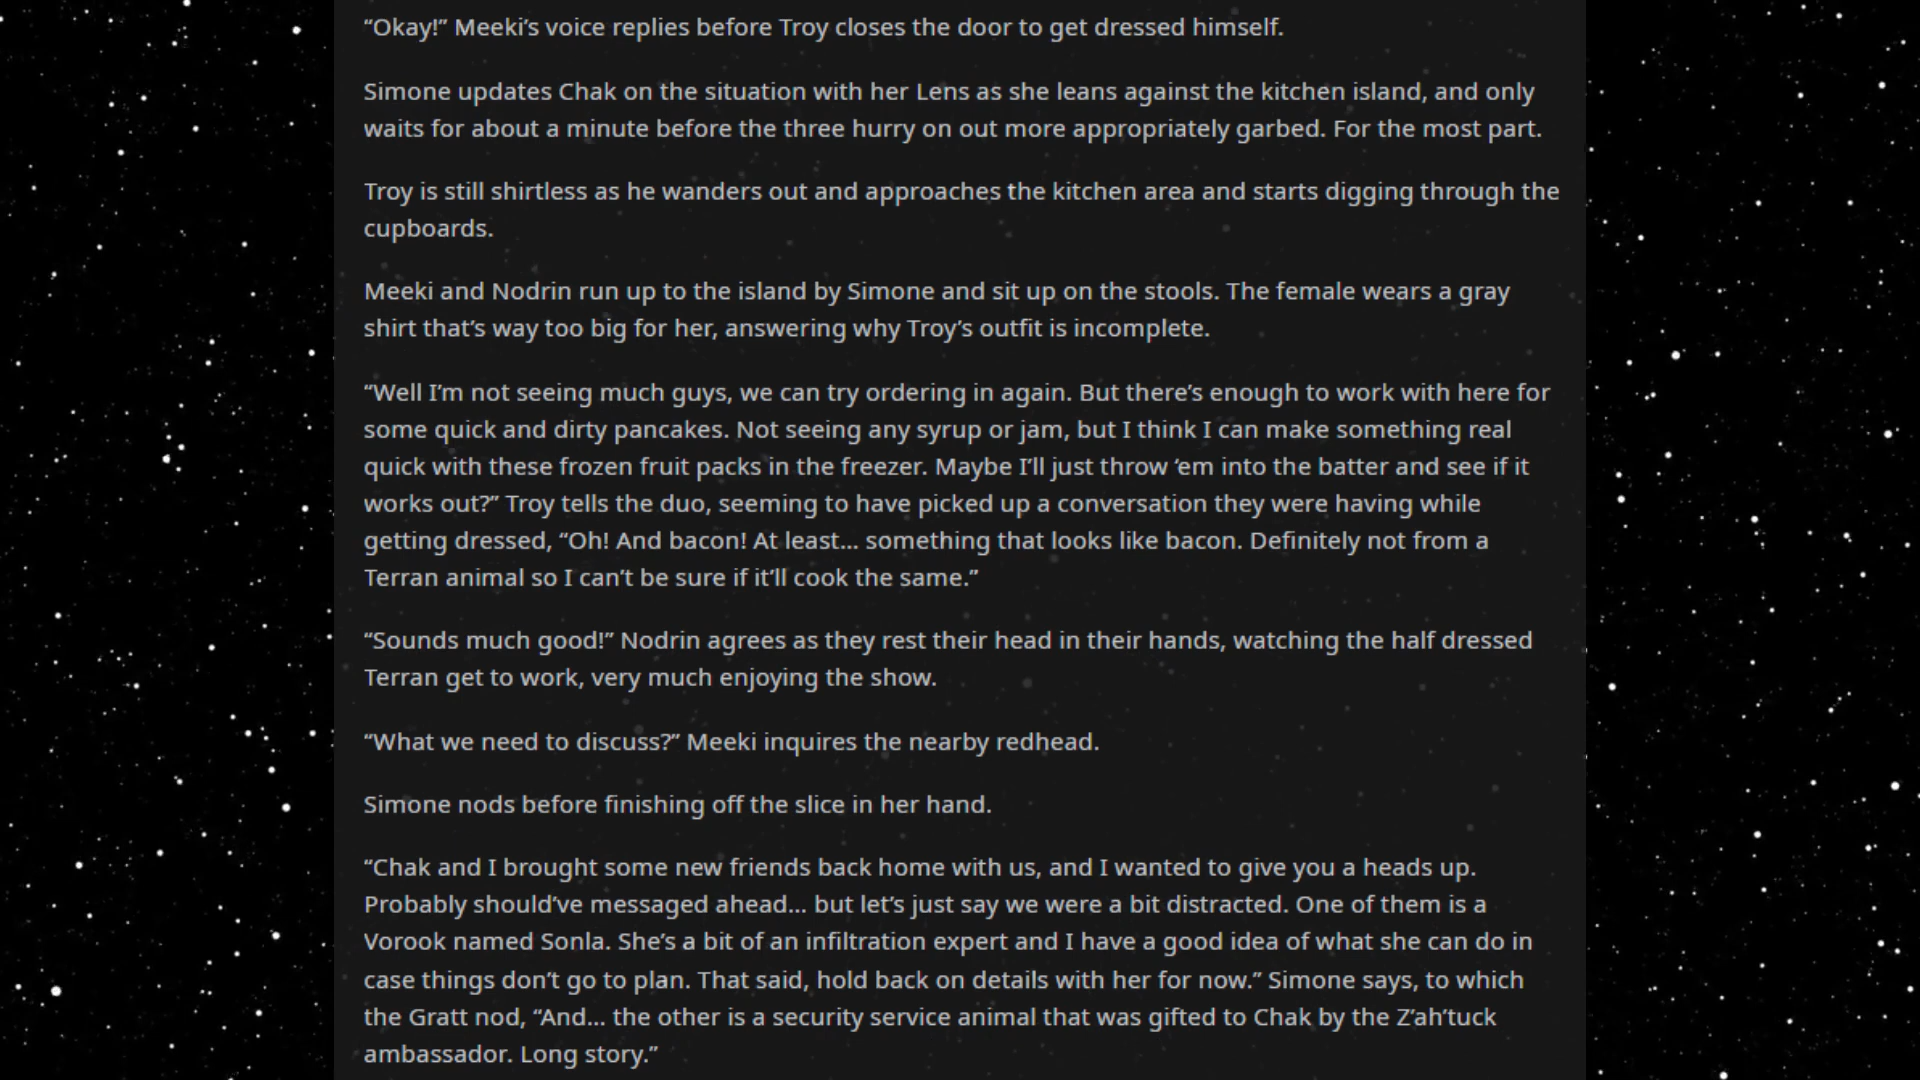 “Okay!” Meeki’s voice replies before Troy closes the door to get dressed himself.
Simone updates Chak on the situation with her Lens as she leans against the kitchen island, and only
waits for about a minute before the three hurry on out more appropriately garbed. For the most part.
Troy is still shirtless as he wanders out and approaches the kitchen area and starts digging through the
cupboards.
Meeki and Nodrin run up to the island by Simone and sit up on the stools. The female wears a gray
shirt that’s way too big for her, answering why Troy’s outfit is incomplete.
“Well I’m not seeing much guys, we can try ordering in again. But there’s enough to work with here for
some quick and dirty pancakes. Not seeing any syrup or jam, but I think I can make something real
quick with these frozen fruit packs in the freezer. Maybe I’ll just throw ‘em into the batter and see if it
works out?” Troy tells the duo, seeming to have picked up a conversation they were having while
getting dressed, “Oh! And bacon! At least… something that looks like bacon. Definitely not from a
Terran animal so I can’t be sure if it’ll cook the same.”
“Sounds much good!” Nodrin agrees as they rest their head in their hands, watching the half dressed
Terran get to work, very much enjoying the show.
“What we need to discuss?” Meeki inquires the nearby redhead.
Simone nods before finishing off the slice in her hand.
“Chak and I brought some new friends back home with us, and I wanted to give you a heads up.
Probably should’ve messaged ahead… but let’s just say we were a bit distracted. One of them is a
Vorook named Sonla. She’s a bit of an infiltration expert and I have a good idea of what she can do in
case things don’t go to plan. That said, hold back on details with her for now.” Simone says, to which
the Gratt nod, “And… the other is a security service animal that was gifted to Chak by the Z’ah’tuck
ambassador. Long story.”